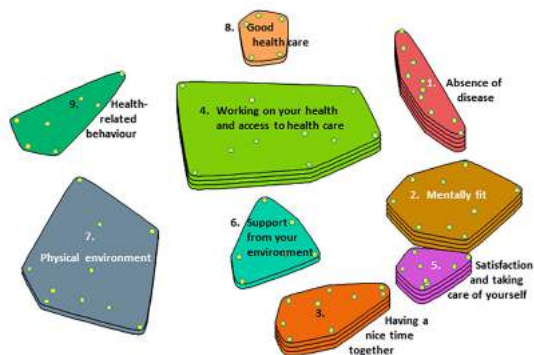 8. Good
health care
1. Absence of
disease
9. Health-
related
behaviour
4. Working on your health
and access to health care
2. Mentally fit
7.
Physical environment
6. Support
from your
environment
5. Satisfaction
and taking
care of yourself
3. Having a
nice time
together